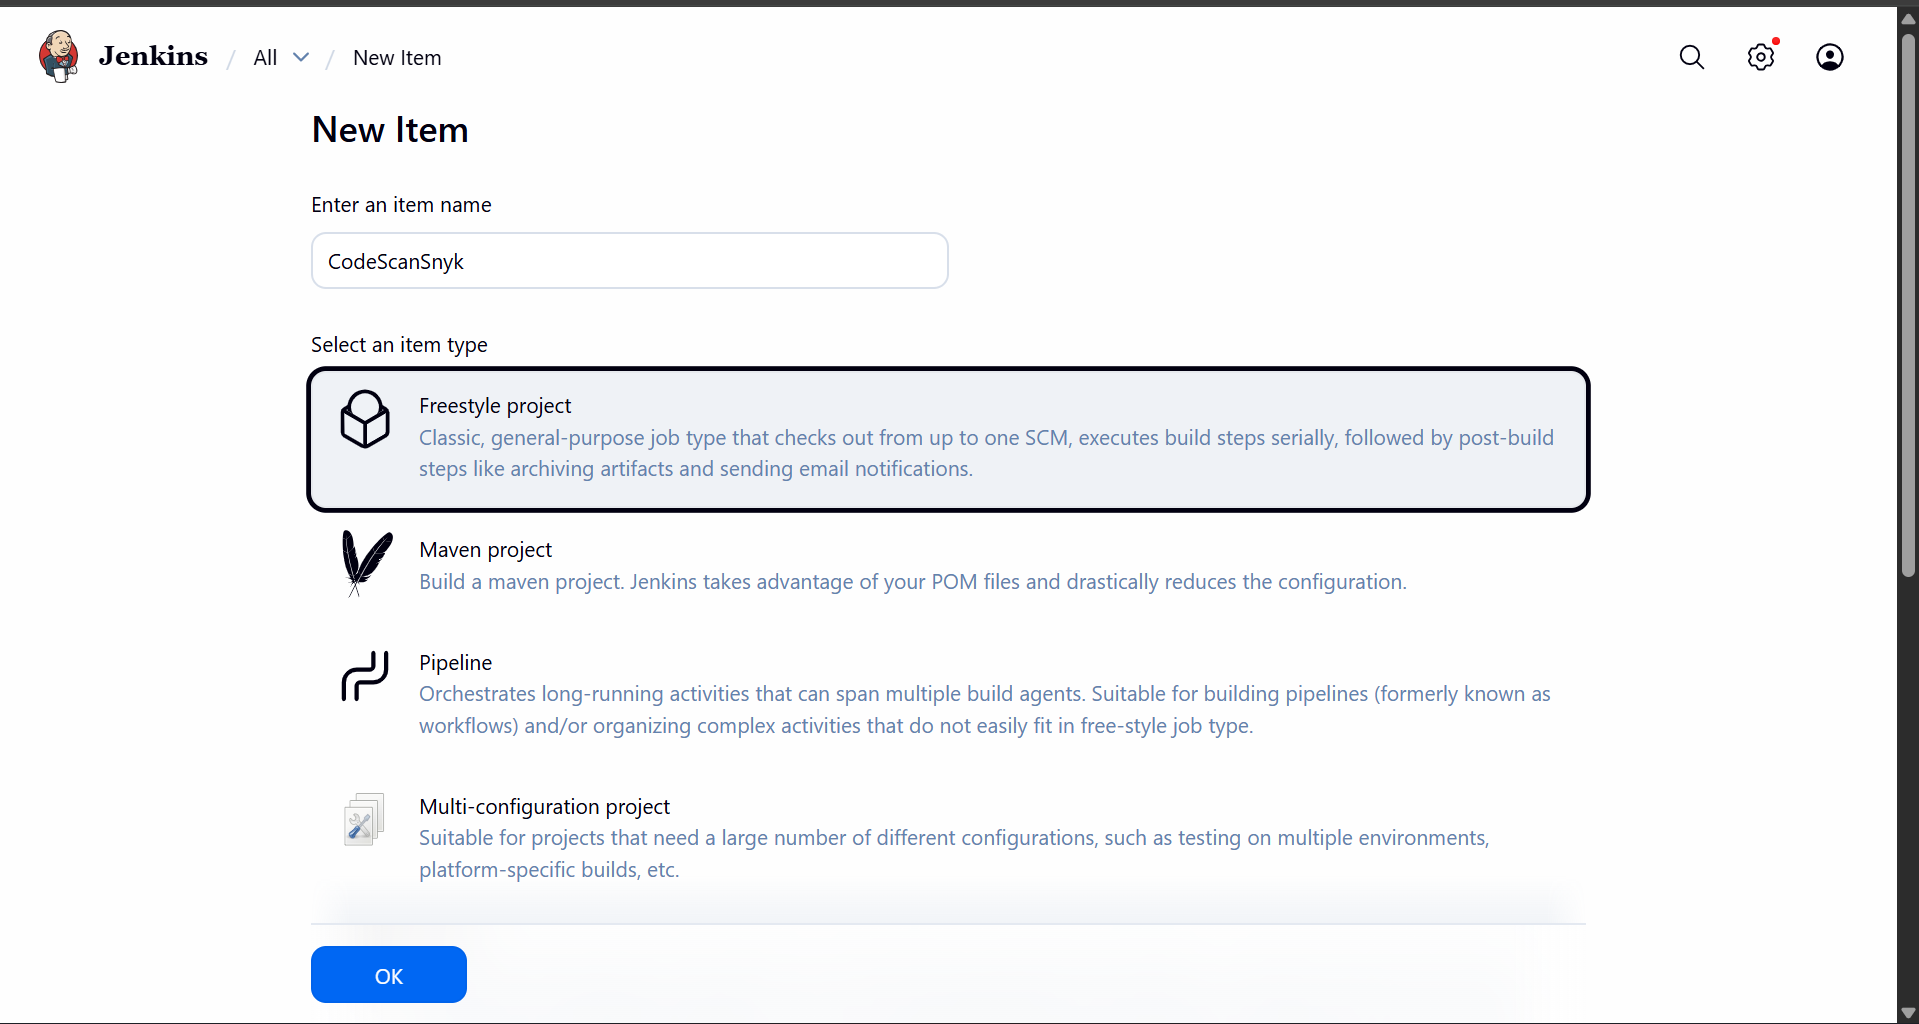 Jenkins / All / New Item
New Item
Enter an item name
CodeScanSnyk
Select an item type
Freestyle project
Classic, general-purpose job type that checks out from up to one SCM, executes build steps serially, followed by post-build
steps like archiving artifacts and sending email notifications.
Maven project
Build a maven project. Jenkins takes advantage of your POM files and drastically reduces the configuration.
Pipeline
Orchestrates long-running activities that can span multiple build agents. Suitable for building pipelines (formerly known as
workflows) and/or organizing complex activities that do not easily fit in free-style job type.
Multi-configuration project
Suitable for projects that need a large number of different configurations, such as testing on multiple environments,
platform-specific builds, etc.
OK